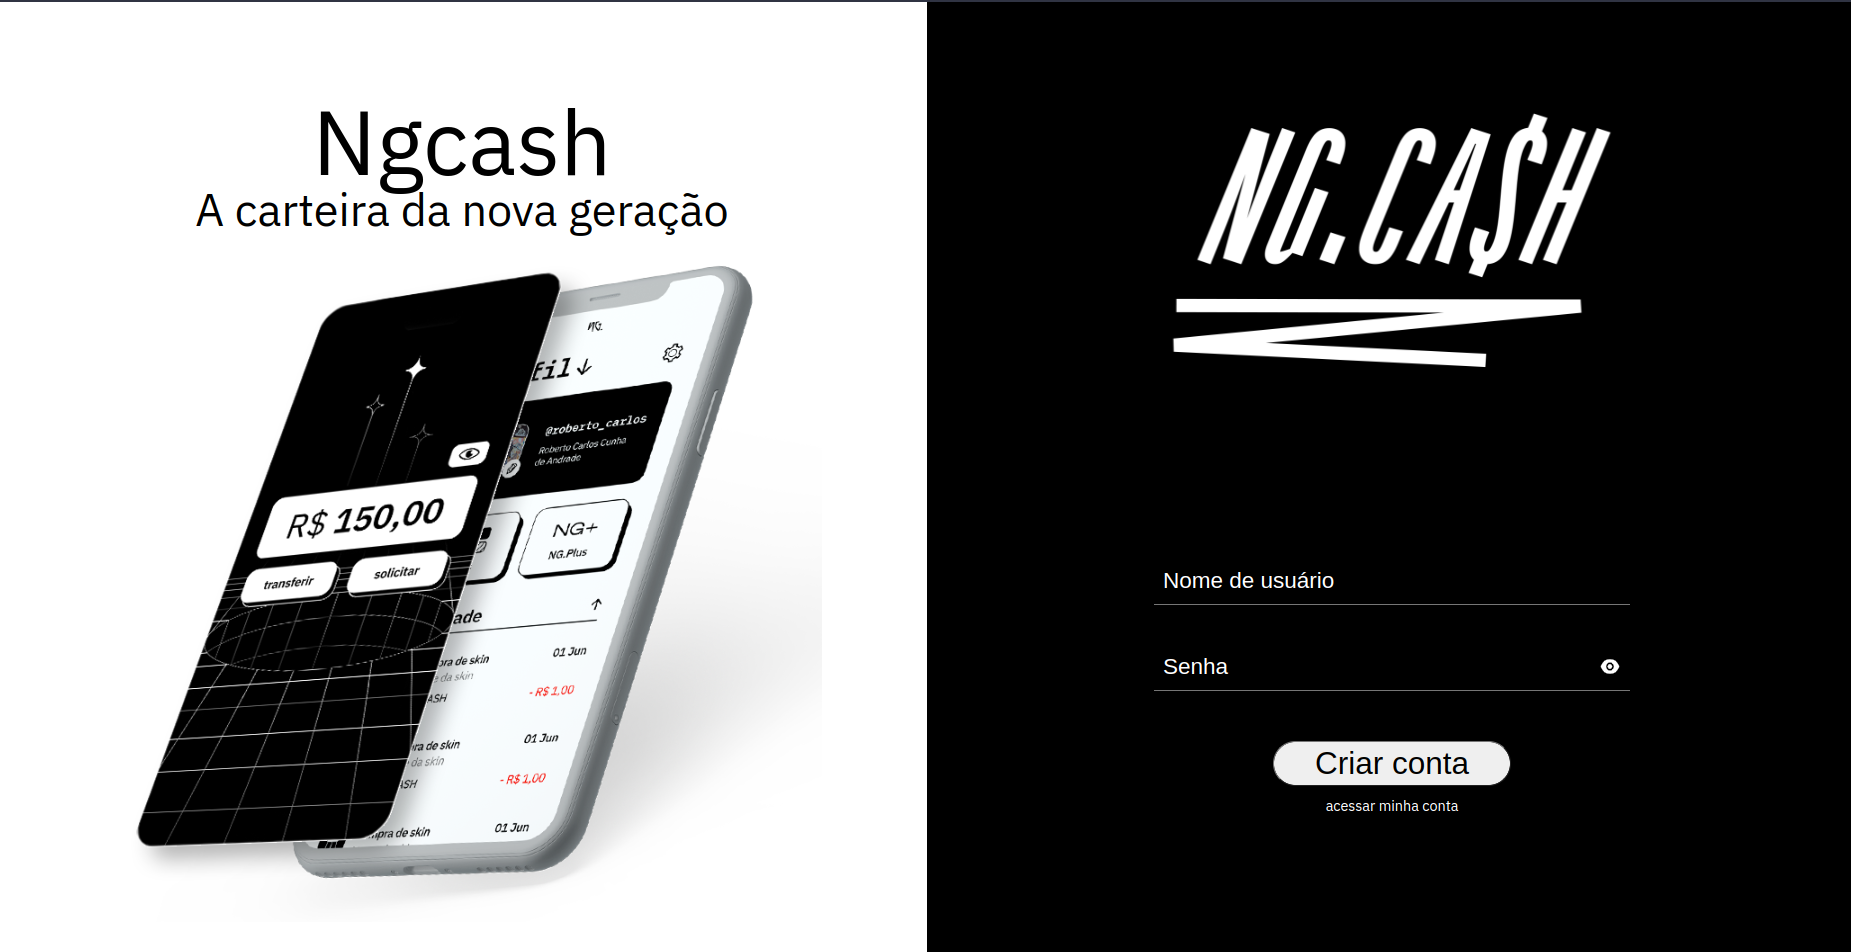 Ngcash
A carteira da nova geração
NG.
fil ↓
@roberto_carlos
Roberto Carlos Cunha
de Andrade
R$ 150,00
transferir
solicitar
NG+
NG.Plus
ade
ora de skin
01 Jun
e da skin
ASH
- R$ 1,00
ra de skin
01 Jun
da skin
ASH
- R$ 1,00
mpra de skin
01 Jun
NG.CA$H
Nome de usuário
Senha
Criar conta
acessar minha conta